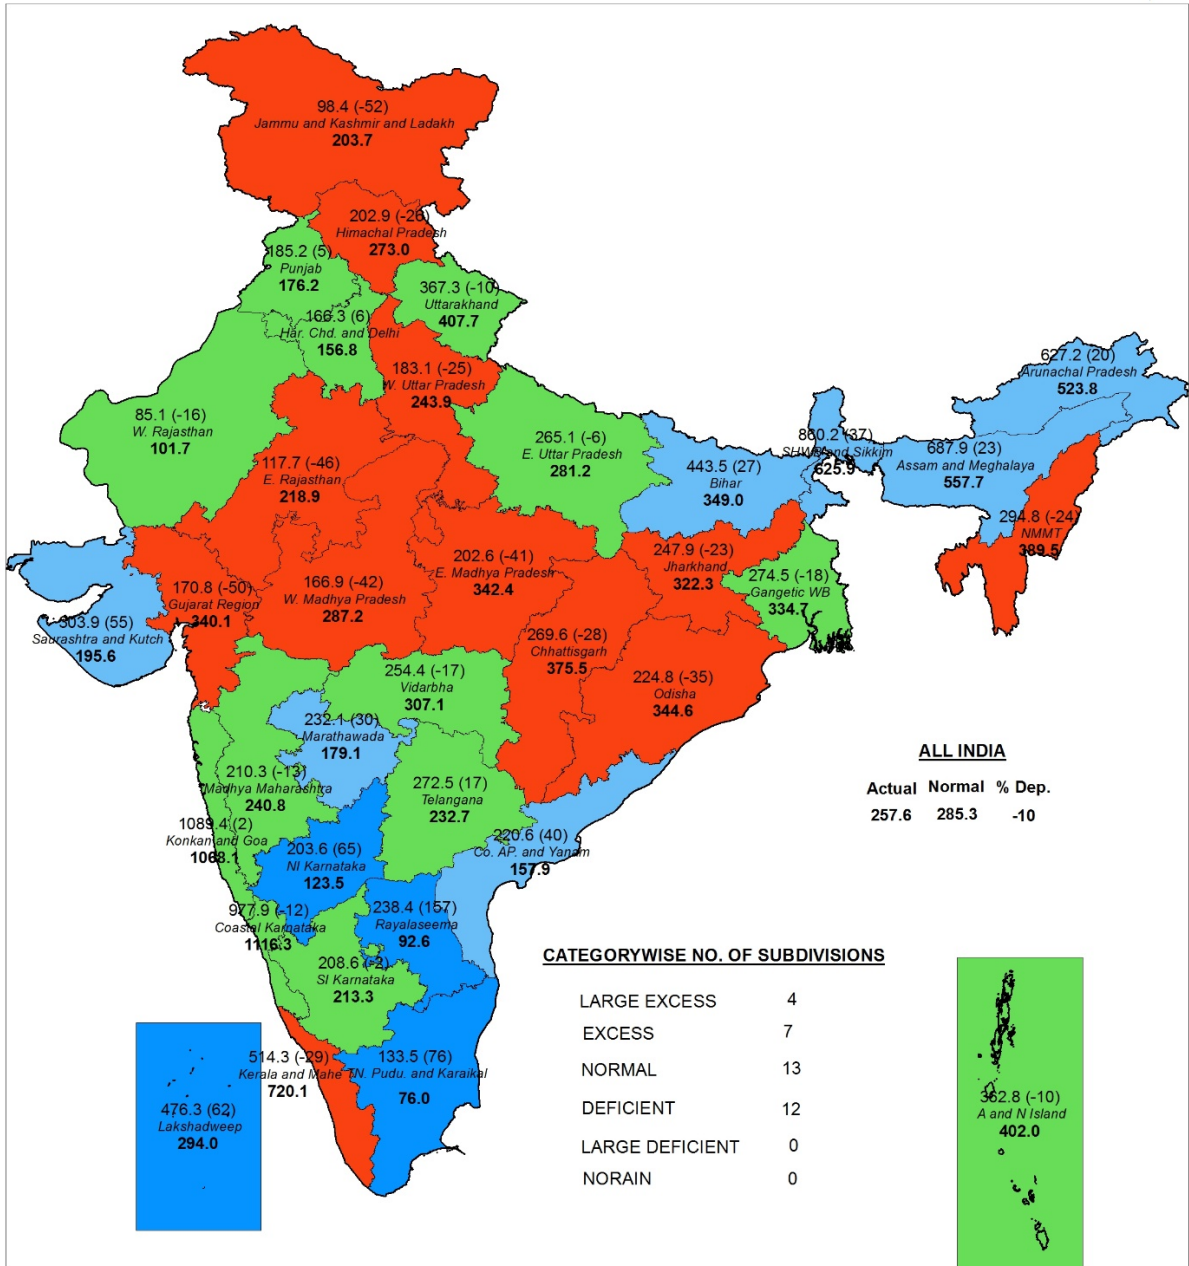 98.4 (-52)
Jammu and Kashmir and Ladakh
203.7
202.9 (-26)
Himachal Pradesh
273.0
185.2 (5)
Punjab
176.2
367.3 (-10)
Uttarakhand
407.7
166.3 (6)
Har. Chd. and Delhi
156.8
183.1 (-25)
W. Uttar Pradesh
243.9
627.2 (20)
Arunachal Pradesh
523.8
85.1 (-16)
W. Rajasthan
101.7
265.1 (-6)
E. Uttar Pradesh
281.2
860.2 (37)
SHWB and Sikkim
625.9
687.9 (23)
Assam and Meghalaya
557.7
117.7 (-46)
E. Rajasthan
218.9
443.5 (27)
Bihar
349.0
294.8 (-24)
NMMT
389.5
202.6 (-41)
E. Madhya Pradesh
342.4
247.9 (-23)
Jharkhand
322.3
274.5 (-18)
Gangetic WB
334.7
170.8 (-50)
Gujarat Region
340.1
166.9 (-42)
W. Madhya Pradesh
287.2
303.9 (55)
Saurashtra and Kutch
195.6
269.6 (-28)
Chhattisgarh
375.5
254.4 (-17)
Vidarbha
307.1
224.8 (-35)
Odisha
344.6
232.1 (30)
Marathawada
179.1
210.3 (-13)
Madhya Maharashtra
240.8
272.5 (17)
Telangana
232.7
ALL INDIA
Actual Normal % Dep.
257.6 285.3 -10
1089.4 (2)
Konkan and Goa
1068.1
203.6 (65)
NI Karnataka
123.5
220.6 (40)
Co. AP. and Yanam
157.9
977.9 (-12)
Coastal Karnataka
1116.3
238.4 (157)
Rayalaseema
92.6
208.6 (-2)
SI Karnataka
213.3
CATEGORYWISE NO. OF SUBDIVISIONS
LARGE EXCESS 4
EXCESS 7
NORMAL 13
DEFICIENT 12
LARGE DEFICIENT 0
NORAIN 0
514.3 (-29)
Kerala and Mahe
720.1
133.5 (76)
TN. Pudu. and Karaikal
76.0
476.3 (62)
Lakshadweep
294.0
362.8 (-10)
A and N Island
402.0